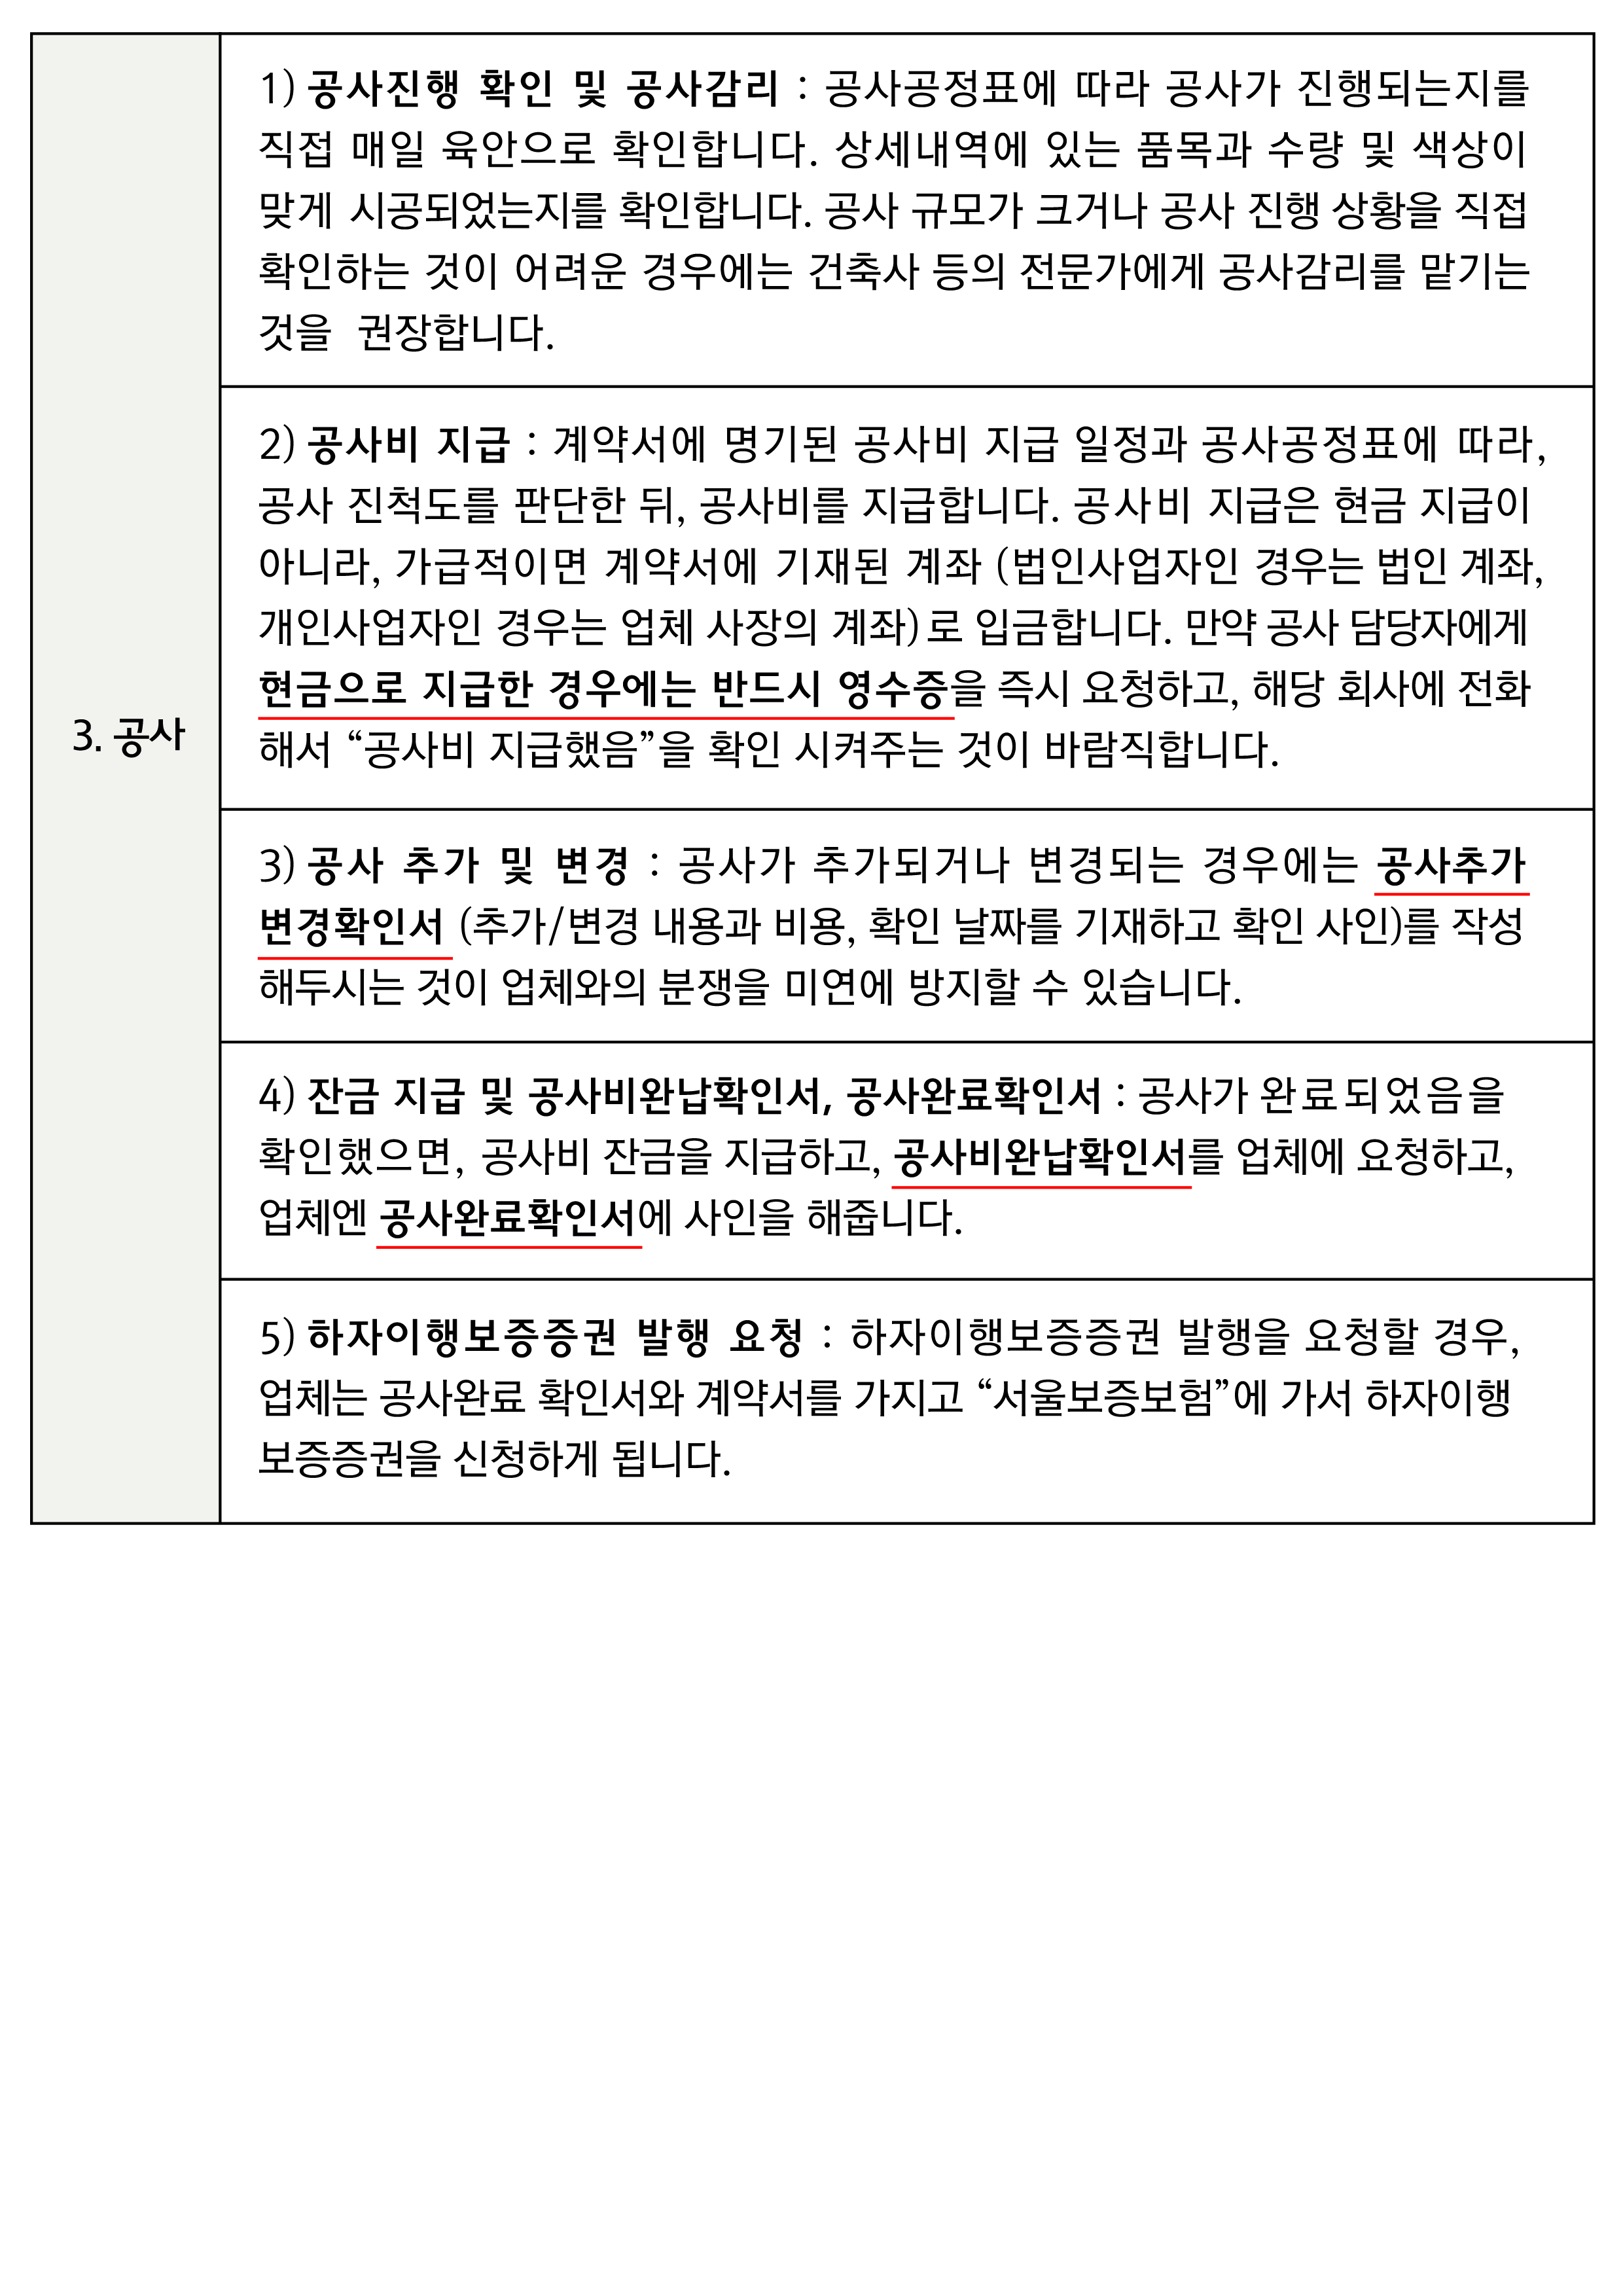 3. 공사
1) 공사진행 확인 및 공사감리 : 공사공정표에 따라 공사가 진행되는지를
직접 매일 육안으로 확인합니다. 상세내역에 있는 품목과 수량 및 색상이
맞게 시공되었는지를 확인합니다. 공사 규모가 크거나 공사 진행 상황을 직접
확인하는 것이 어려운 경우에는 건축사 등의 전문가에게 공사감리를 맡기는
것을 권장합니다.
2) 공사비 지급 : 계약서에 명기된 공사비 지급 일정과 공사공정표에 따라,
공사 진척도를 판단한 뒤, 공사비를 지급합니다. 공사비 지급은 현금 지급이
아니라, 가급적이면 계약서에 기재된 계좌 (법인사업자인 경우는 법인 계좌,
개인사업자인 경우는 업체 사장의 계좌) 로 입금합니다. 만약 공사 담당자에게
현금으로 지급한 경우에는 반드시 영수증을 즉시 요청하고, 해당 회사에 전화
해서 “공사비 지급했음”을 확인 시켜주는 것이 바람직합니다.
3) 공사 추가 및 변경 : 공사가 추가되거나 변경되는 경우에는 공사추가
변경확인서 (추가/변경 내용과 비용, 확인 날짜를 기재하고 확인 사인)를 작성
해두시는 것이 업체와의 분쟁을 미연에 방지할 수 있습니다.
4) 잔금 지급 및 공사비완납확인서, 공사완료확인서 : 공사가 완료되었음을
확인했으면, 공사비 잔금을 지급하고, 공사비완납확인서를 업체에 요청하고,
업체엔 공사완료확인서에 사인을 해줍니다.
5) 하자이행보증증권 발행 요청 : 하자이행보증증권 발행을 요청할 경우,
업체는 공사완료 확인서와 계약서를 가지고 “서울보증보험”에 가서 하자이행
보증증권을 신청하게 됩니다.